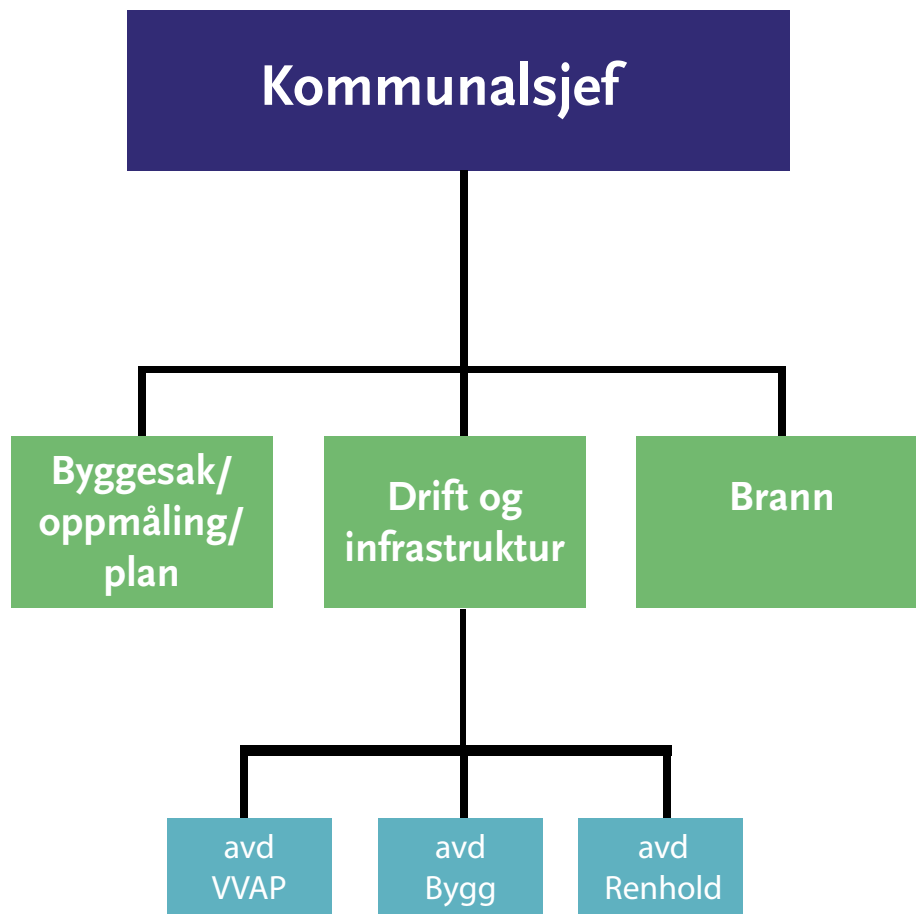 Kommunalsjef
Byggesak/
oppmåling/
plan
Drift og
infrastruktur
Brann
avd
VVAP
avd
Bygg
avd
Renhold